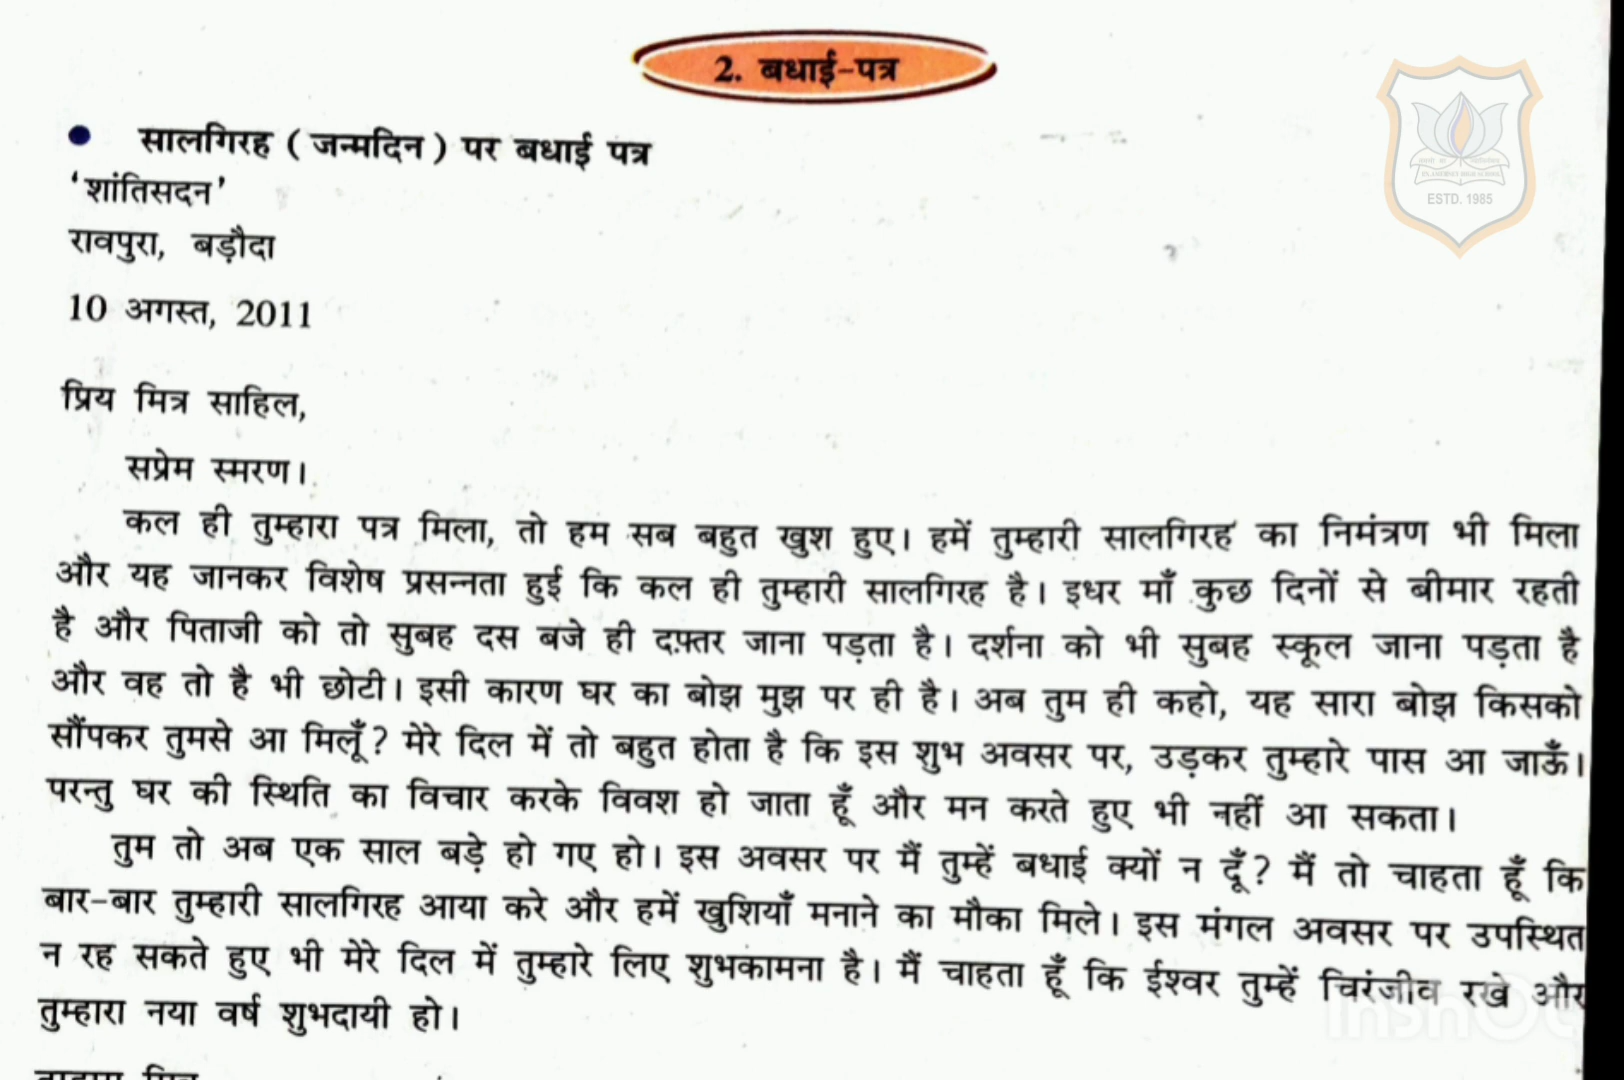 2. बधाई-पत्र
● सालगिरह ( जन्मदिन ) पर बधाई पत्र
‘शांतिसदन’
रावपुरा, बड़ौदा
10 अगस्त, 2011
प्रिय मित्र साहिल,
सप्रेम स्मरण।
कल ही तुम्हारा पत्र मिला, तो हम सब बहुत खुश हुए। हमें तुम्हारी सालगिरह का निमंत्रण भी मिला
और यह जानकर विशेष प्रसन्नता हुई कि कल ही तुम्हारी सालगिरह है। इधर माँ कुछ दिनों से बीमार रहती
है और पिताजी को तो सुबह दस बजे ही दफ़्तर जाना पड़ता है। दर्शना को भी सुबह स्कूल जाना पड़ता है
और वह तो है भी छोटी। इसी कारण घर का बोझ मुझ पर ही है। अब तुम ही कहो, यह सारा बोझ किसको
सौंपकर तुमसे आ मिलूँ? मेरे दिल में तो बहुत होता है कि इस शुभ अवसर पर, उड़कर तुम्हारे पास आ जाऊँ।
परन्तु घर की स्थिति का विचार करके विवश हो जाता हूँ और मन करते हुए भी नहीं आ सकता।
तुम तो अब एक साल बड़े हो गए हो। इस अवसर पर मैं तुम्हें बधाई क्यों न दूँ? मैं तो चाहता हूँ कि
बार-बार तुम्हारी सालगिरह आया करे और हमें खुशियाँ मनाने का मौका मिले। इस मंगल अवसर पर उपस्थित
न रह सकते हुए भी मेरे दिल में तुम्हारे लिए शुभकामना है। मैं चाहता हूँ कि ईश्वर तुम्हें चिरंजीव रखे और
तुम्हारा नया वर्ष शुभदायी हो।
ESTD. 1985